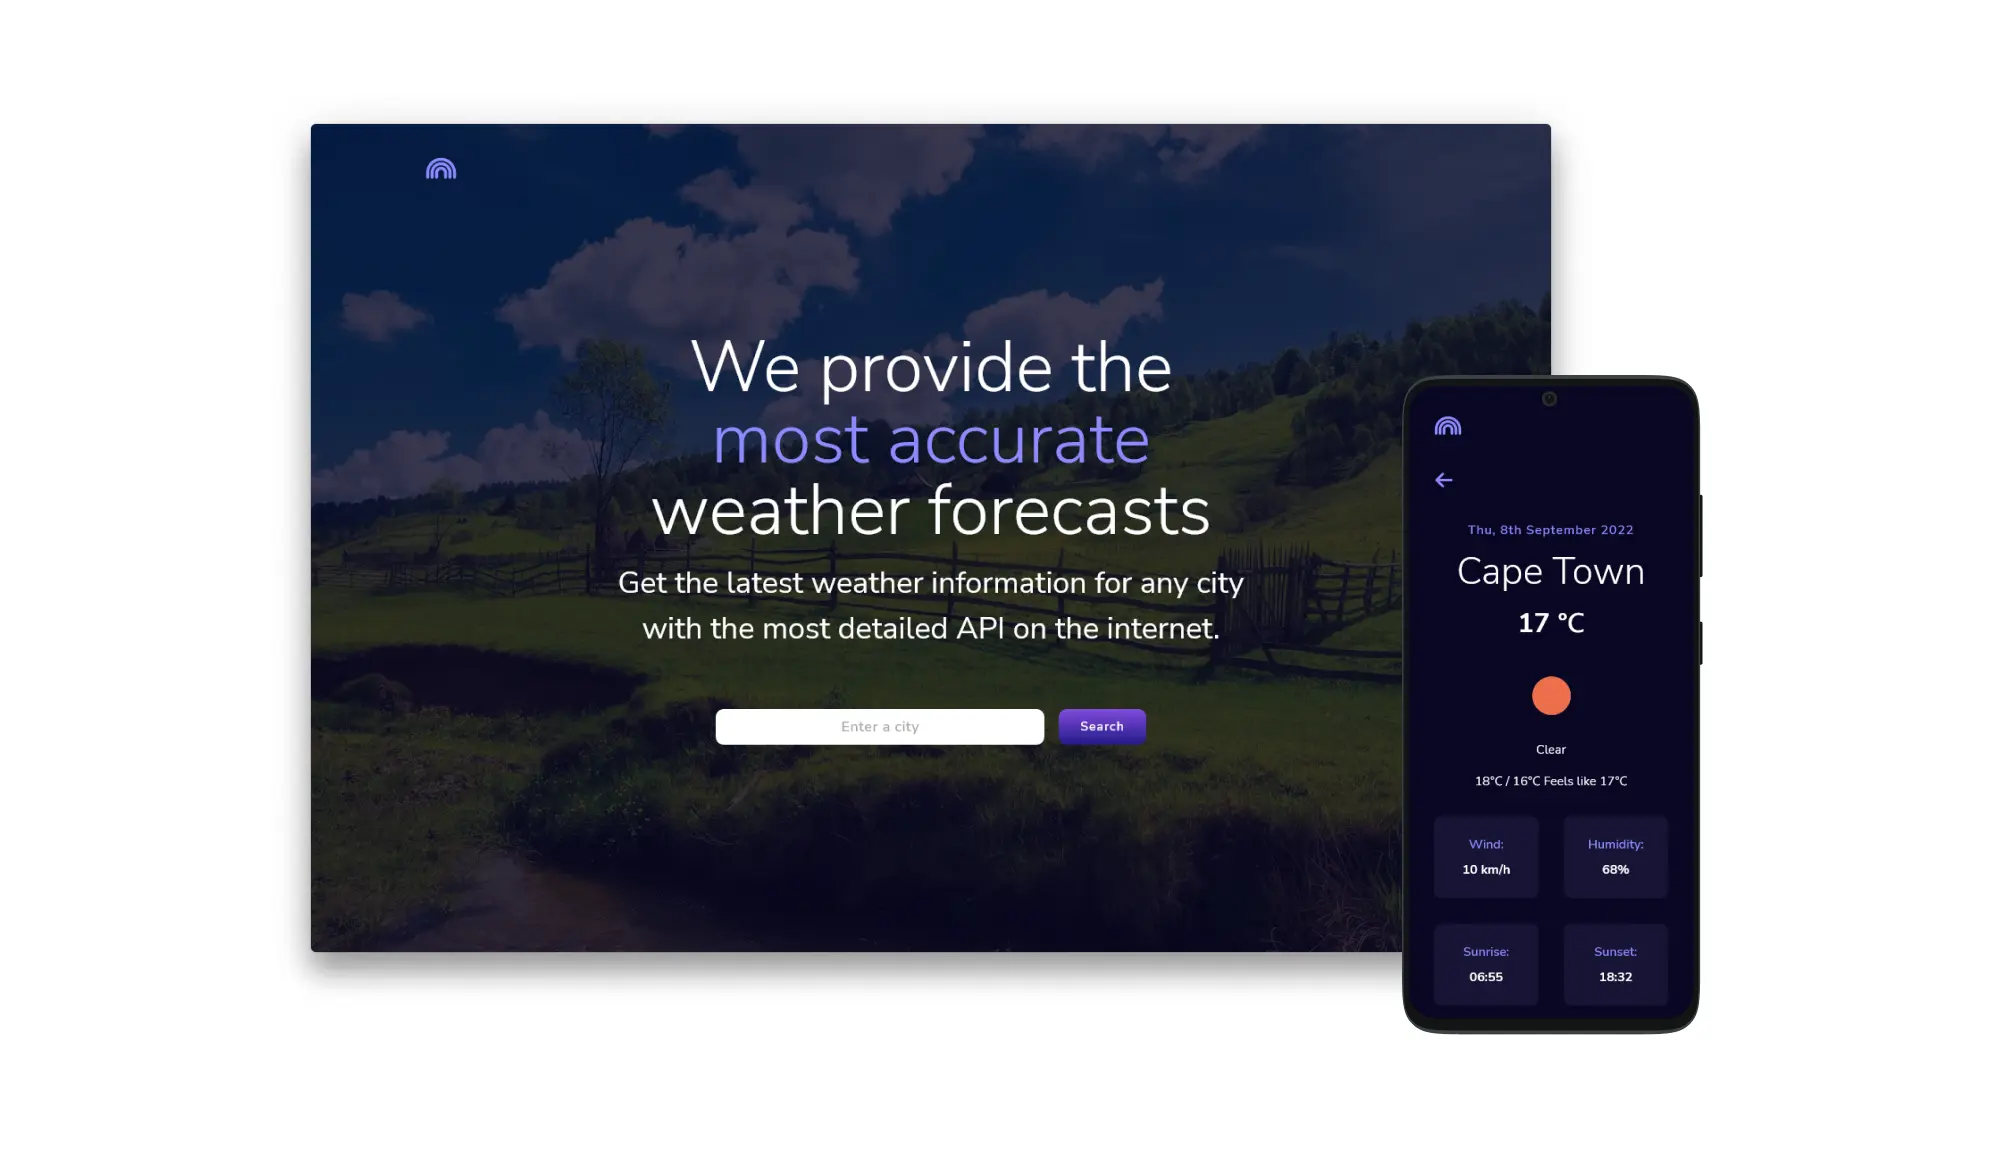 We provide the
most accurate
weather forecasts
Get the latest weather information for any city
with the most detailed API on the internet.
Enter a city
Search
Thu, 8th September 2022
Cape Town
17 °C
Clear
18°C / 16°C Feels like 17°C
Wind:
10 km/h
Humidity:
68%
Sunrise:
06:55
Sunset:
18:32